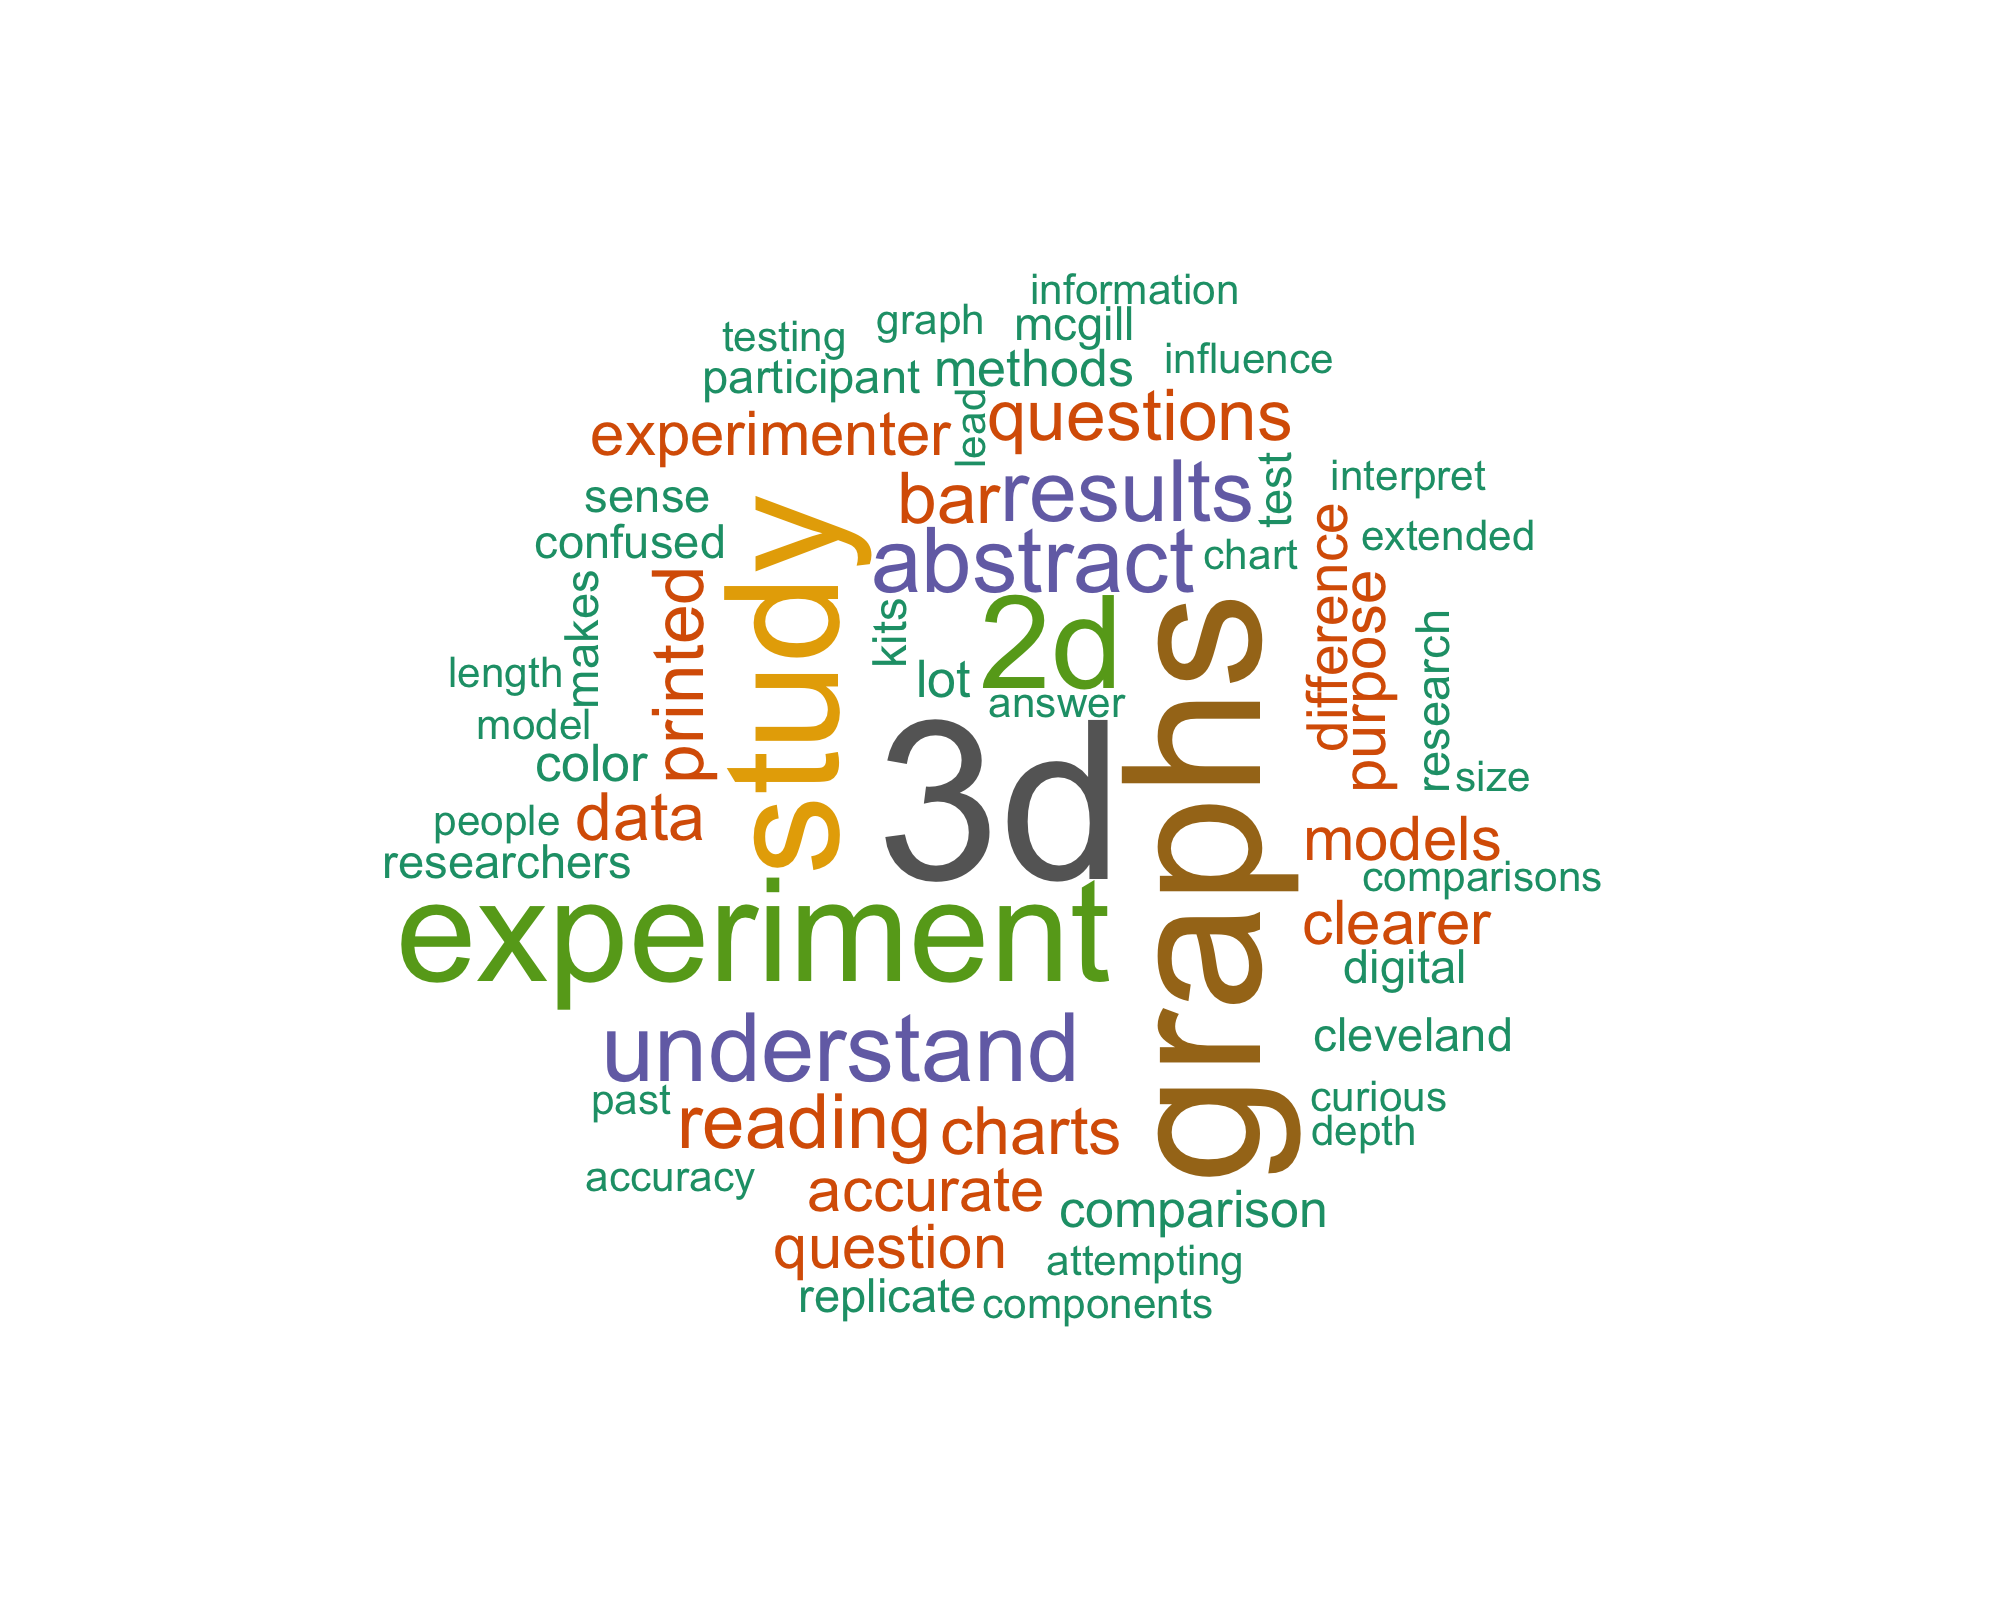 information
graph
mcgill
testing
influence
participant
methods
lead
questions
experimenter
test
interpret
results
bar
sense
study
difference
extended
confused
abstract
chart
printed
makes
purpose
kits
2d
graphs
research
length
lot
answer
model
3d
color
size
people
data
models
researchers
comparisons
experiment
clearer
digital
understand
cleveland
past
reading
charts
curious
depth
accuracy
accurate
comparison
question
attempting
replicate
components